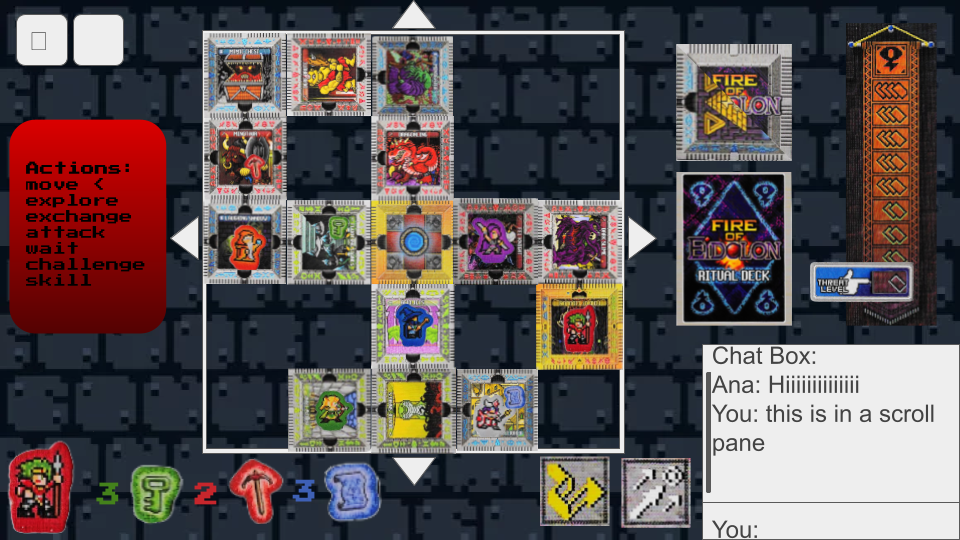 Actions:
move <
explore
exchange
attack
wait
challenge
skill
MINOTAUR
FIRE
OF
EIDOLON
FIRE
OF
EIDOLON
RITUAL DECK
THREAT
LEVEL
Chat Box:
Ana: Hiiiiiiiiiiiiii
You: this is in a scroll
pane
You:
3
2
3